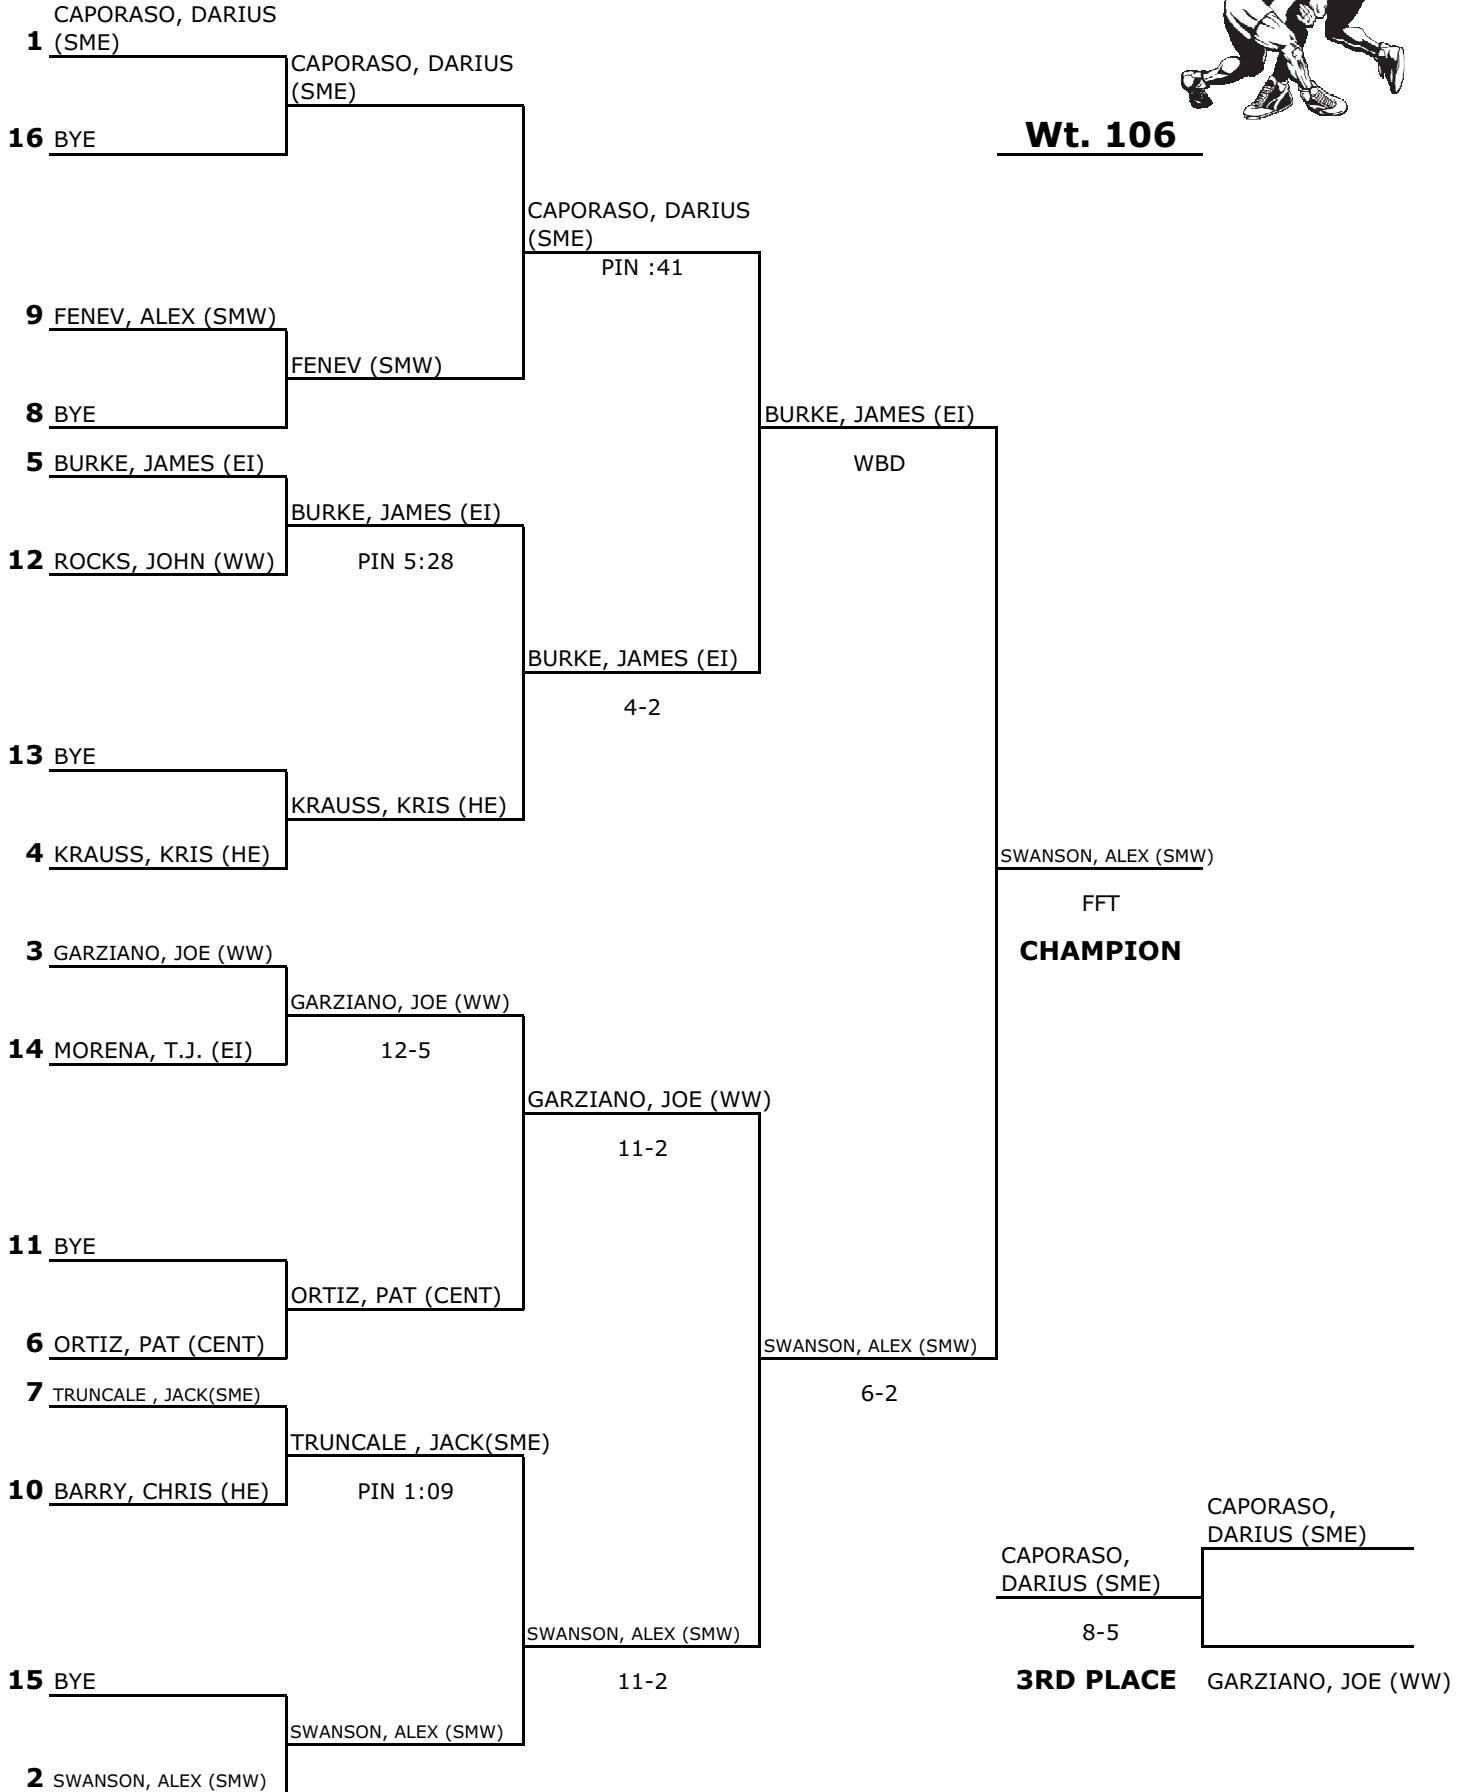 CAPORASO, DARIUS
1 (SME)
CAPORASO, DARIUS
(SME)
16 BYE
Wt. 106
CAPORASO, DARIUS
(SME)
PIN :41
9 FENEV, ALEX (SMW)
FENEV (SMW)
8 BYE
BURKE, JAMES (EI)
5 BURKE, JAMES (EI)
WBD
BURKE, JAMES (EI)
12 ROCKS, JOHN (WW)
PIN 5:28
BURKE, JAMES (EI)
4-2
13 BYE
KRAUSS, KRIS (HE)
4 KRAUSS, KRIS (HE)
SWANSON, ALEX (SMW)
FFT
CHAMPION
3 GARZIANO, JOE (WW)
GARZIANO, JOE (WW)
14 MORENA, T.J. (EI)
12-5
GARZIANO, JOE (WW)
11-2
11 BYE
ORTIZ, PAT (CENT)
6 ORTIZ, PAT (CENT)
SWANSON, ALEX (SMW)
7 TRUNCALE , JACK(SME)
6-2
TRUNCALE , JACK(SME)
10 BARRY, CHRIS (HE)
PIN 1:09
CAPORASO,
DARIUS (SME)
CAPORASO,
DARIUS (SME)
SWANSON, ALEX (SMW)
8-5
15 BYE
11-2
3RD PLACE
GARZIANO, JOE (WW)
SWANSON, ALEX (SMW)
2 SWANSON, ALEX (SMW)